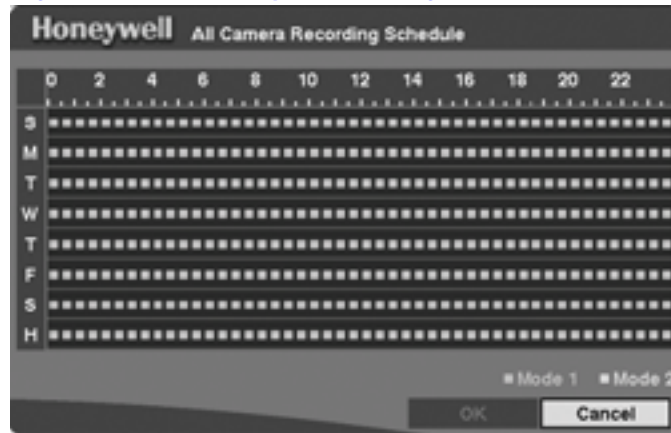 Honeywell All Camera Recording Schedule
0 2 4 6 8 10 12 14 16 18 20 22
S
M
T
W
T
F
S
H
Mode 1 Mode 2
OK Cancel